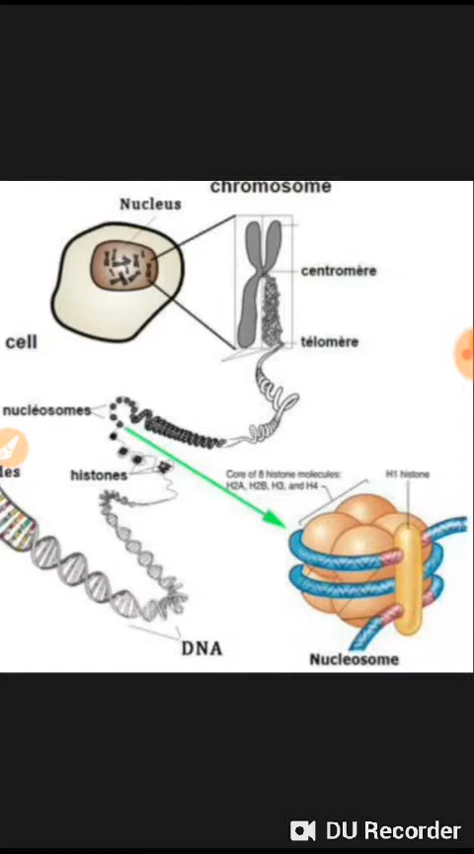 chromosome
Nucleus
centromère
cell
télomère
nucléosomes
les
histones
Core of 8 histone molecules:
H2A, H2B, H3, and H4
H1 histone
DNA
Nucleosome
DU Recorder